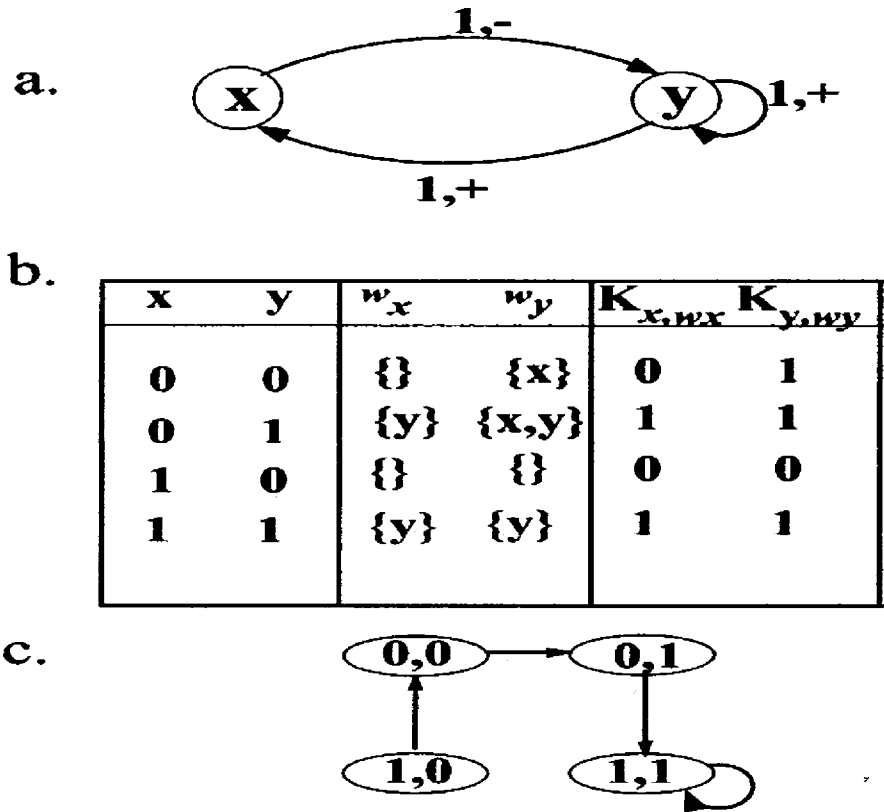 1,-
a. x y 1,+
1,+
b.
x y w_x w_y K_x,wx K_y,wy
0 0 {} {x} 0 1
0 1 {y} {x,y} 1 1
1 0 {} {} 0 0
1 1 {y} {y} 1 1
c. 0,0 0,1
1,0 1,1